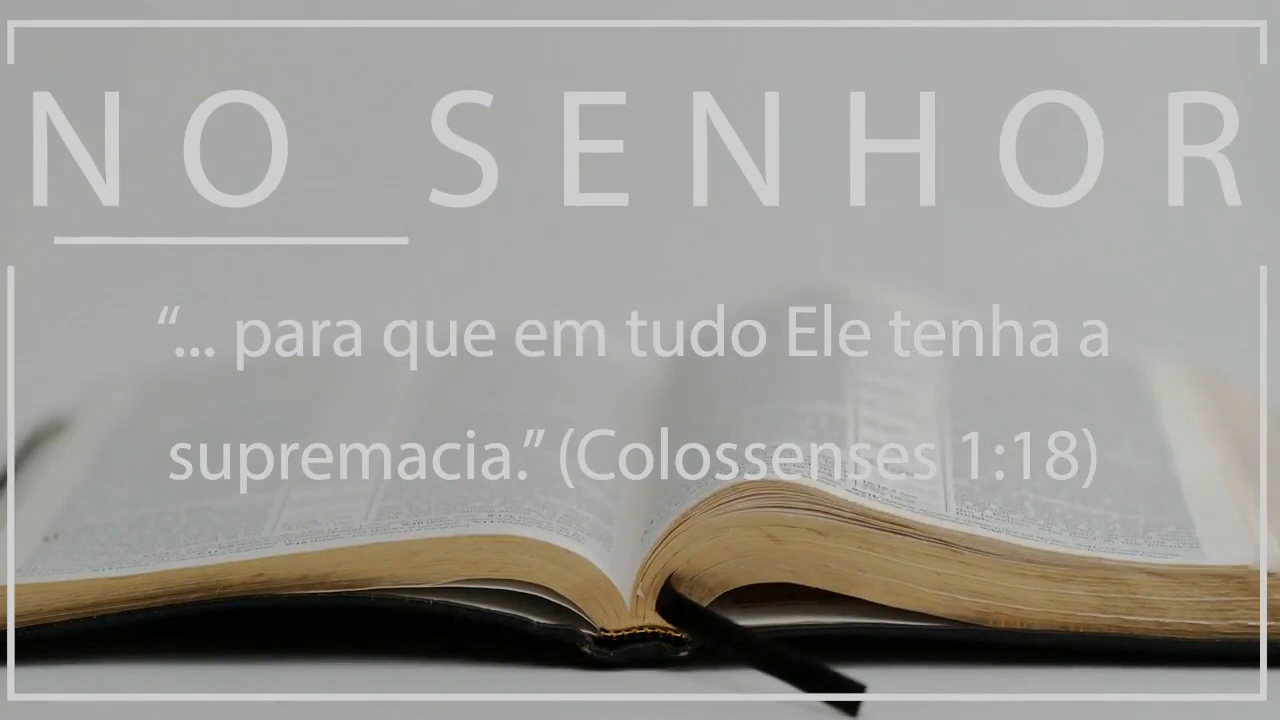 NO SENHOR
“... para que em tudo Ele tenha a
supremacia.” (Colossenses 1:18)